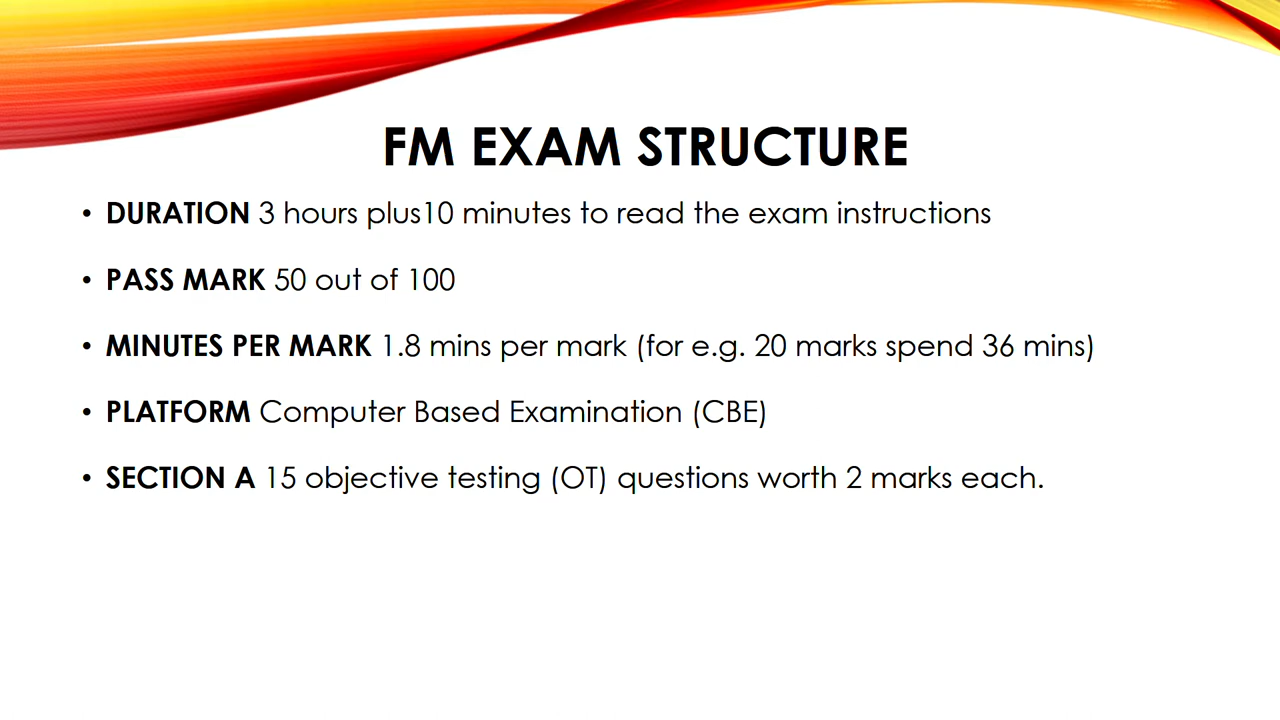 FM EXAM STRUCTURE
• DURATION 3 hours plus10 minutes to read the exam instructions
• PASS MARK 50 out of 100
• MINUTES PER MARK 1.8 mins per mark (for e.g. 20 marks spend 36 mins)
• PLATFORM Computer Based Examination (CBE)
• SECTION A 15 objective testing (OT) questions worth 2 marks each.